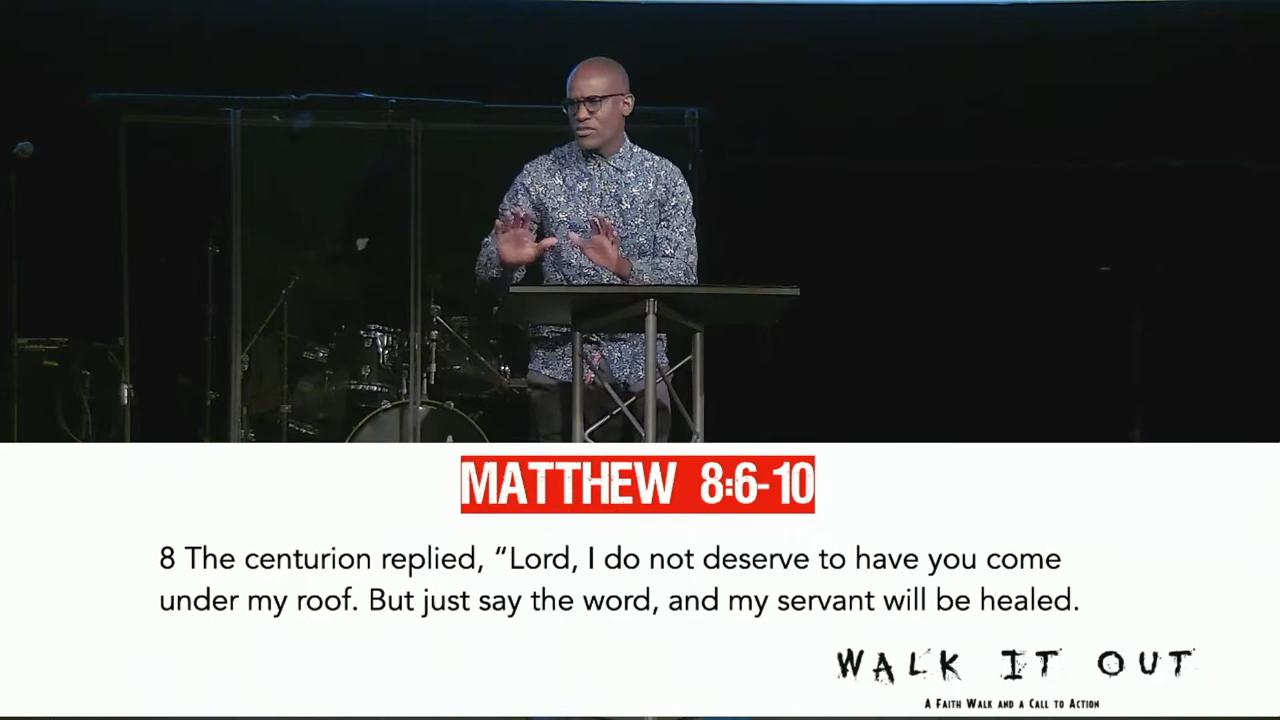 MATTHEW 8:6-10
8 The centurion replied, “Lord, I do not deserve to have you come
under my roof. But just say the word, and my servant will be healed.
WALK IT OUT
A Faith Walk and a Call to Action